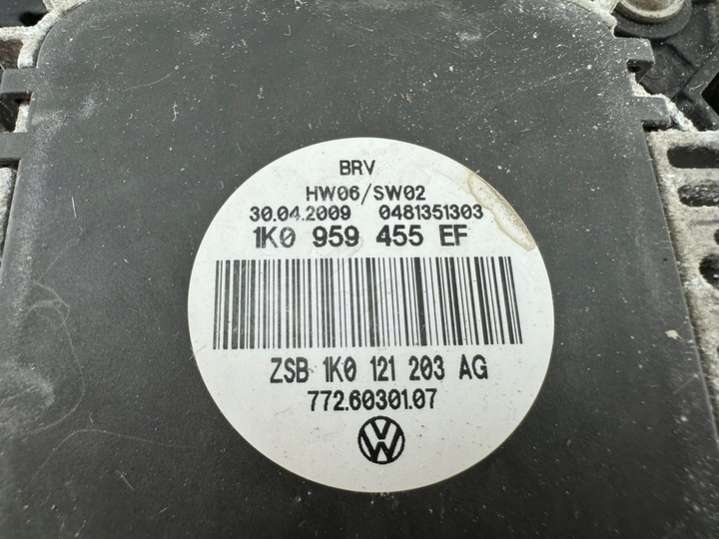 BRV
HW06/SW02
30.04.2009 0481351303
1K0 959 455 EF
ZSB 1K0 121 203 AG
772.60301.07
VW